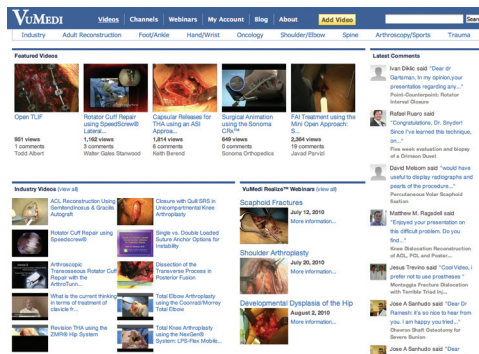 VuMedi
Videos Channels Webinars My Account Blog About Add Video Sear
Industry Adult Reconstruction Foot/Ankle Hand/Wrist Oncology Shoulder/Elbow Spine Arthroscopy/Sports Trauma
Featured Videos
Open TLIF
951 views
1 comments
Todd Albert
Rotator Cuff Repair
using SpeedScrew®
Lateral...
1,162 views
3 comments
Walter Gales Stanwood
Capsular Releases for
THA using an ASI
Approa...
1,814 views
6 comments
Keith Berend
Surgical Animation
using the Sonoma
CRx™
649 views
0 comments
Sonoma Orthopedics
FAI Treatment using the
Mini Open Approach:
S...
2,364 views
18 comments
Javad Parvizi
Industry Videos (view all)
ACL Reconstruction Using
Semitendinosus & Gracilis
Autograft
Closure with Quill SRS in
Unicompartmental Knee
Arthroplasty
Rotator Cuff Repair using
Speedscrew®
Single vs. Double Loaded
Suture Anchor Options for
Instability
Arthroscopic
Transosseous Rotator Cuff
Repair with the
ArthroTunn...
Dissection of the
Transverse Process in
Posterior Fusion
What is the current thinking
in terms of treatment of
clavicle fr...
Total Elbow Arthroplasty
using the Coonrad/Morrey
Total Elbow
Revision THA using the
ZMR® Hip System
Total Knee Arthroplasty
using the NexGen®
System: LPS-Flex Mobile...
VuMedi Realize™ Webinars (view all)
Scaphoid Fractures
July 12, 2010
More information...
Shoulder Arthroplasty
July 20, 2010
More information...
Developmental Dysplasia of the Hip
August 2, 2010
More information...
Latest Comments
Ivan Diklic said "Dear dr
Gartsman, In my opinion,your
presentation regarding any..."
Point-Counterpoint: Rotator
Interval Closure
Rafael Ruero said
"Congratulations, Dr. Snyder!
Since I've learned this technique,
on..."
Five week evaluation and biopsy
of a Crimson Duvet
David Melsom said "would have
useful to display radiographs and
pearls of the procedure..."
Percutaneous Volar Scaphoid
fixation
Matthew M. Ragsdell said
"Enjoyed your presentation on
this difficult problem. Do you
find..."
Knee Dislocation Reconstruction
of ACL, PCL and Poster...
Jesus Trevino said "Cool Video, i
prefer not to use prostheses. "
Monteggia Fracture Dislocation
with Terrible Triad Inj...
Jose A Sanhudo said "Dear Dr
Ramesh: It's so nice to hear from
you. I am happy you tried..."
Chevron Shaft Osteotomy for
Severe Bunion
Jose A Sanhudo said "Dear